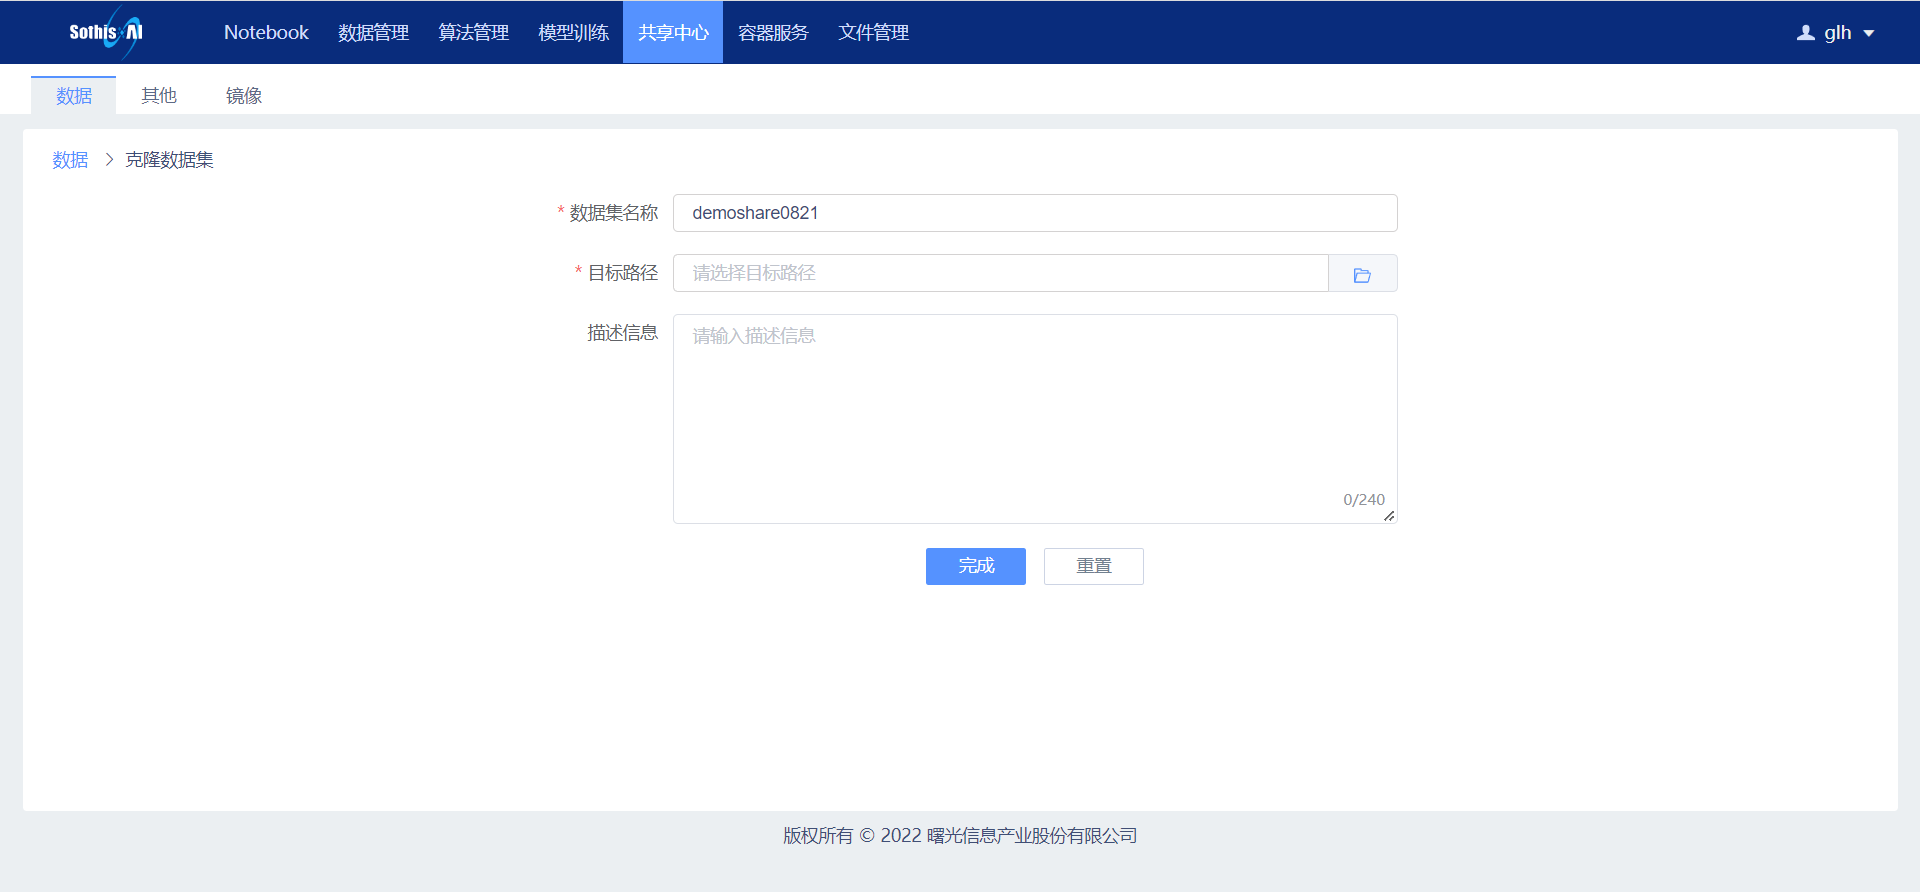 SothisAI Notebook 数据管理 算法管理 模型训练 共享中心 容器服务 文件管理 glh
数据 其他 镜像
数据 > 克隆数据集
* 数据集名称 demoshare0821
* 目标路径 请选择目标路径
描述信息 请输入描述信息
0/240
完成 重置
版权所有 © 2022 曙光信息产业股份有限公司